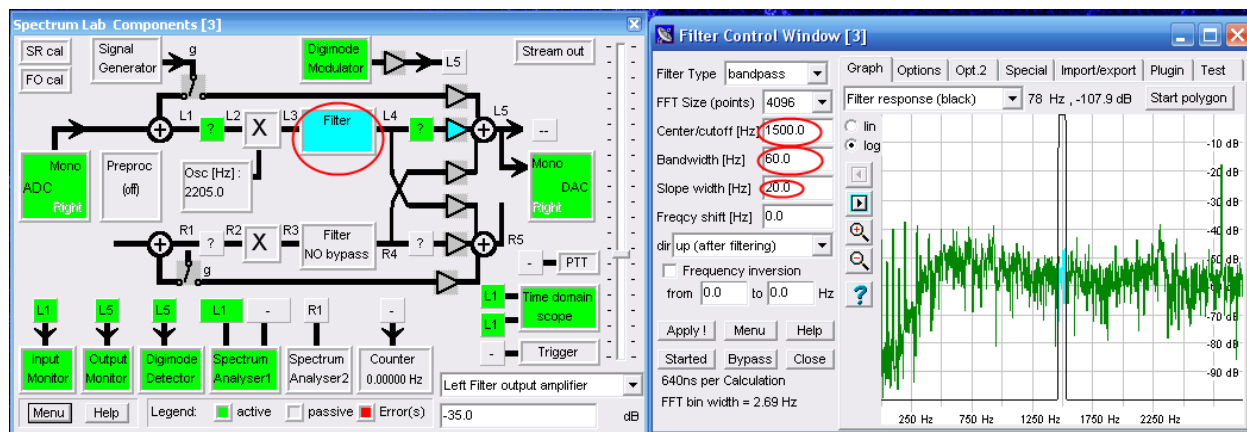 Spectrum Lab Components [3]
SR cal
FO cal
Signal
Generator
g
Digimode
Modulator
L5
Stream out
L1
?
L2
X
L3
Filter
L4
?
L5
--
Mono
ADC
Right
Preproc
(off)
Osc [Hz] :
2205.0
Mono
DAC
Right
R1
?
R2
X
R3
Filter
NO bypass
R4
?
R5
g
-
PTT
L1
L5
L5
L1
-
R1
-
L1
L1
Time domain
scope
-
Trigger
Input
Monitor
Output
Monitor
Digimode
Detector
Spectrum
Analyser1
Spectrum
Analyser2
Counter
0.00000 Hz
Left Filter output amplifier
Menu
Help
Legend:
active
passive
Error(s)
-35.0
dB
Filter Control Window [3]
Filter Type
bandpass
FFT Size (points)
4096
Center/cutoff [Hz]
1500.0
Bandwidth [Hz]
60.0
Slope width [Hz]
20.0
Freqcy shift [Hz]
0.0
dir
up (after filtering)
Frequency inversion
from
0.0
to
0.0
Hz
Apply !
Menu
Help
Started
Bypass
Close
640ns per Calculation
FFT bin width = 2.69 Hz
Graph
Options
Opt.2
Special
Import/export
Plugin
Test
Filter response (black)
78 Hz , -107.9 dB
Start polygon
lin
log
?
-10 dB
-20 dB
-30 dB
-40 dB
-50 dB
-60 dB
-70 dB
-80 dB
-90 dB
250 Hz
750 Hz
1250 Hz
1750 Hz
2250 Hz